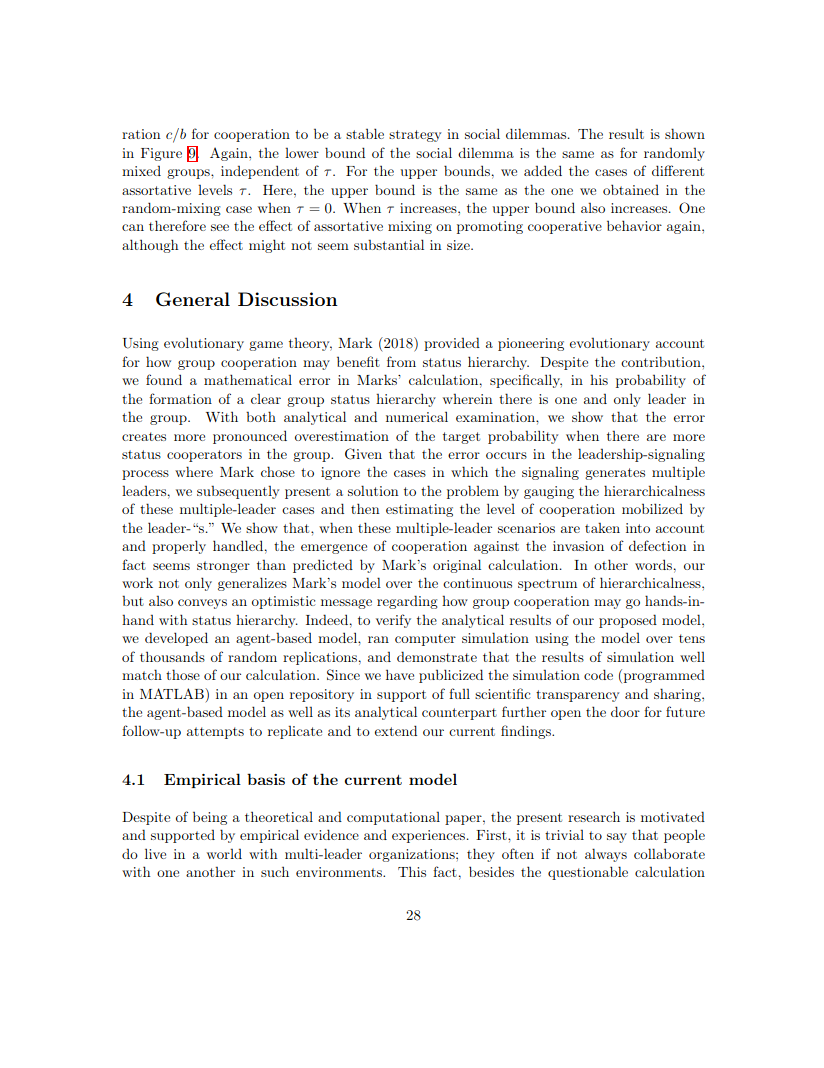 ration c/b for cooperation to be a stable strategy in social dilemmas. The result is shown
in Figure 9. Again, the lower bound of the social dilemma is the same as for randomly
mixed groups, independent of τ. For the upper bounds, we added the cases of different
assortative levels τ. Here, the upper bound is the same as the one we obtained in the
random-mixing case when τ = 0. When τ increases, the upper bound also increases. One
can therefore see the effect of assortative mixing on promoting cooperative behavior again,
although the effect might not seem substantial in size.
4 General Discussion
Using evolutionary game theory, Mark (2018) provided a pioneering evolutionary account
for how group cooperation may benefit from status hierarchy. Despite the contribution,
we found a mathematical error in Marks' calculation, specifically, in his probability of
the formation of a clear group status hierarchy wherein there is one and only leader in
the group. With both analytical and numerical examination, we show that the error
creates more pronounced overestimation of the target probability when there are more
status cooperators in the group. Given that the error occurs in the leadership-signaling
process where Mark chose to ignore the cases in which the signaling generates multiple
leaders, we subsequently present a solution to the problem by gauging the hierarchicalness
of these multiple-leader cases and then estimating the level of cooperation mobilized by
the leader-“s.” We show that, when these multiple-leader scenarios are taken into account
and properly handled, the emergence of cooperation against the invasion of defection in
fact seems stronger than predicted by Mark's original calculation. In other words, our
work not only generalizes Mark's model over the continuous spectrum of hierarchicalness,
but also conveys an optimistic message regarding how group cooperation may go hands-in-
hand with status hierarchy. Indeed, to verify the analytical results of our proposed model,
we developed an agent-based model, ran computer simulation using the model over tens
of thousands of random replications, and demonstrate that the results of simulation well
match those of our calculation. Since we have publicized the simulation code (programmed
in MATLAB) in an open repository in support of full scientific transparency and sharing,
the agent-based model as well as its analytical counterpart further open the door for future
follow-up attempts to replicate and to extend our current findings.
4.1 Empirical basis of the current model
Despite of being a theoretical and computational paper, the present research is motivated
and supported by empirical evidence and experiences. First, it is trivial to say that people
do live in a world with multi-leader organizations; they often if not always collaborate
with one another in such environments. This fact, besides the questionable calculation
28